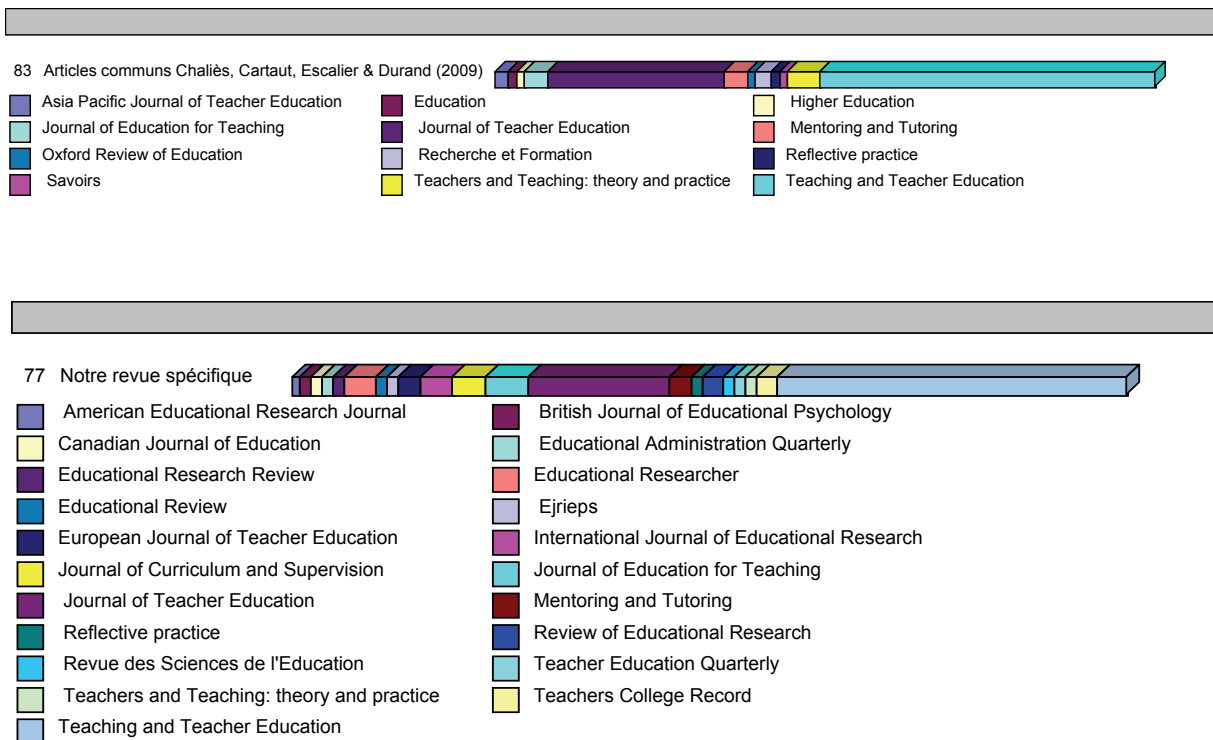 83 Articles communs Chaliès, Cartaut, Escalier & Durand (2009)
Asia Pacific Journal of Teacher Education
Education
Higher Education
Journal of Education for Teaching
Journal of Teacher Education
Mentoring and Tutoring
Oxford Review of Education
Recherche et Formation
Reflective practice
Savoirs
Teachers and Teaching: theory and practice
Teaching and Teacher Education
77 Notre revue spécifique
American Educational Research Journal
British Journal of Educational Psychology
Canadian Journal of Education
Educational Administration Quarterly
Educational Research Review
Educational Researcher
Educational Review
Ejrieps
European Journal of Teacher Education
International Journal of Educational Research
Journal of Curriculum and Supervision
Journal of Education for Teaching
Journal of Teacher Education
Mentoring and Tutoring
Reflective practice
Review of Educational Research
Revue des Sciences de l'Education
Teacher Education Quarterly
Teachers and Teaching: theory and practice
Teachers College Record
Teaching and Teacher Education